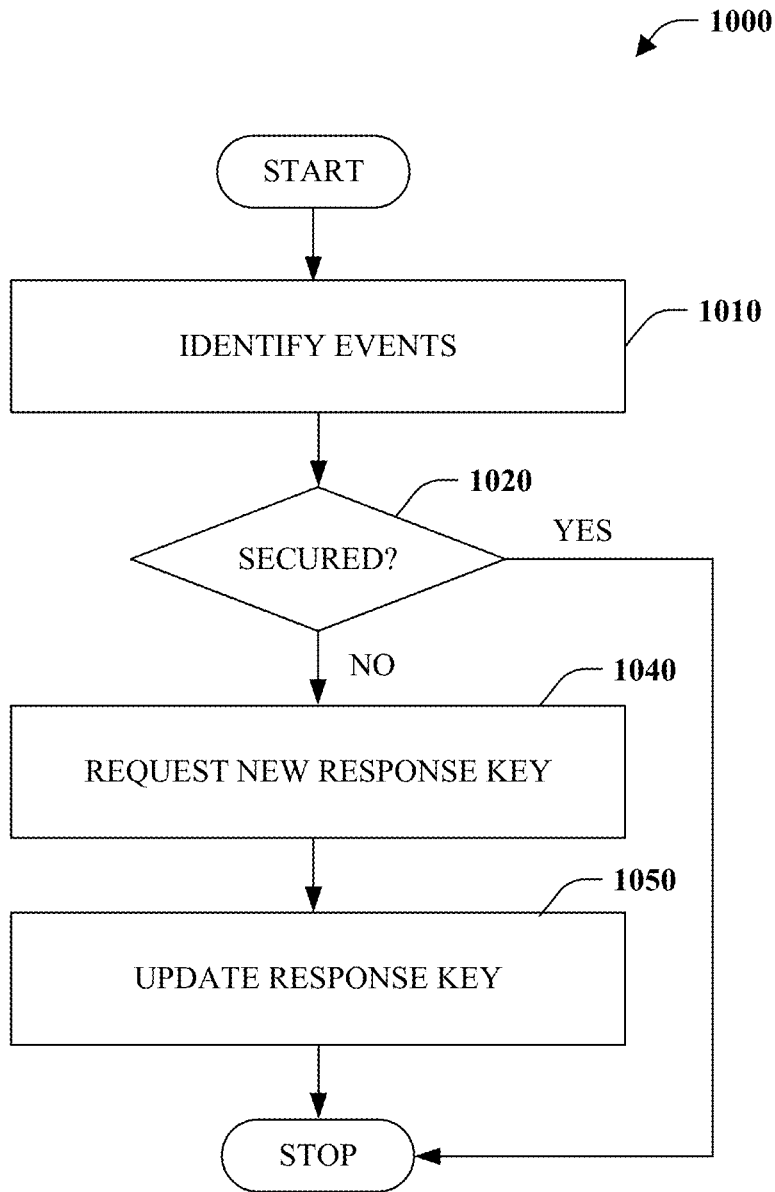 1000
START
IDENTIFY EVENTS
1010
1020
SECURED?
YES
NO
1040
REQUEST NEW RESPONSE KEY
1050
UPDATE RESPONSE KEY
STOP